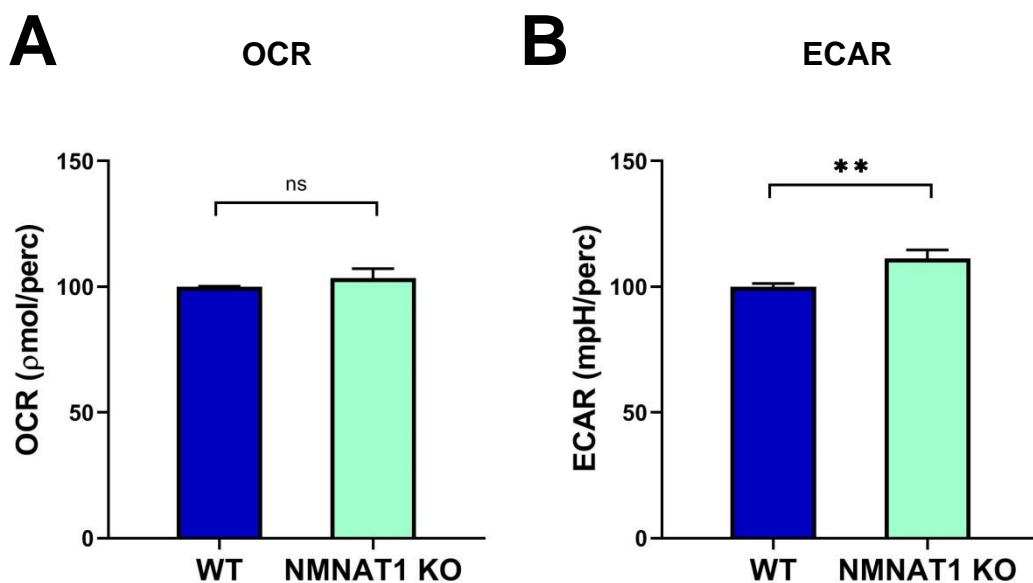 A
OCR
OCR (ρmol/perc)
150
100
50
0
ns
WT
NMNAT1 KO
B
ECAR
ECAR (mpH/perc)
150
100
50
0
**
WT
NMNAT1 KO